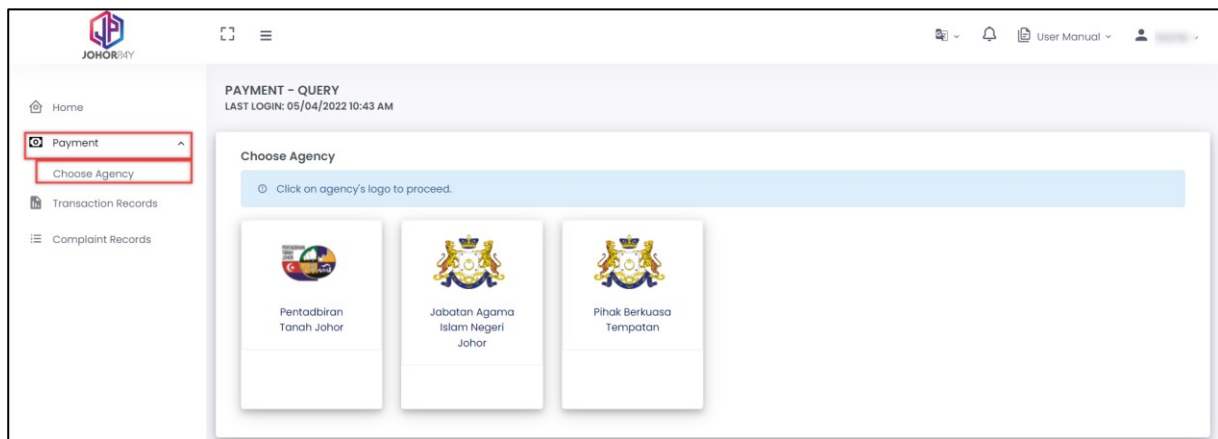 JOHORPAY
User Manual
PAYMENT - QUERY
LAST LOGIN: 05/04/2022 10:43 AM
Home
Payment
Choose Agency
Transaction Records
Complaint Records
Choose Agency
Click on agency's logo to proceed.
Pentadbiran
Tanah Johor
Jabatan Agama
Islam Negeri
Johor
Pihak Berkuasa
Tempatan